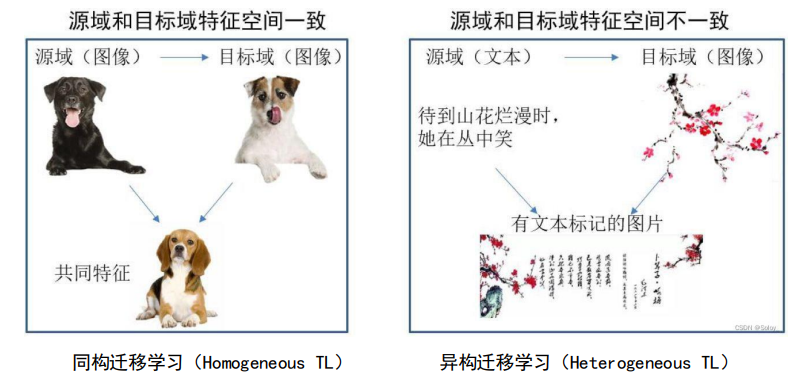 源域和目标域特征空间一致
源域（图像）
目标域（图像）
共同特征
同构迁移学习（Homogeneous TL）
源域和目标域特征空间不一致
源域（文本）
目标域（图像）
待到山花烂漫时，
她在丛中笑
有文本标记的图片
异构迁移学习（Heterogeneous TL）